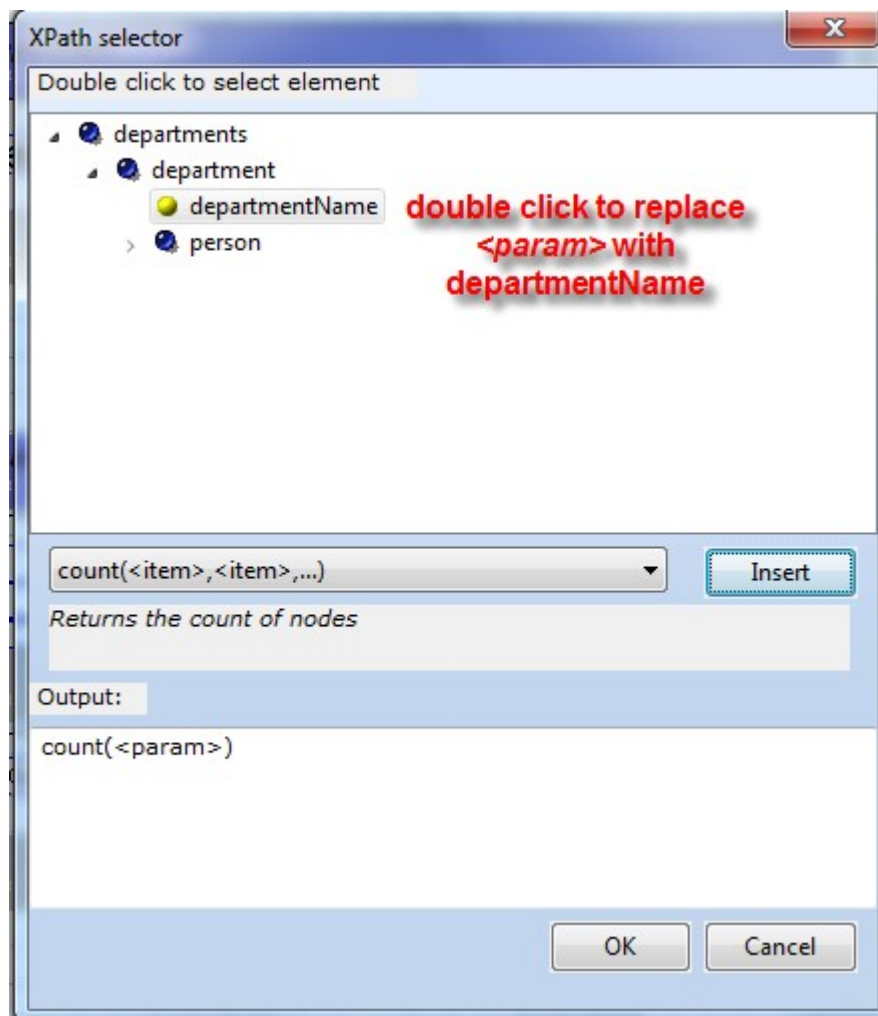 XPath selector
Double click to select element
departments
department
departmentName
person
double click to replace
<param> with
departmentName
count(<item>,<item>,...)
Insert
Returns the count of nodes
Output:
count(<param>)
OK
Cancel